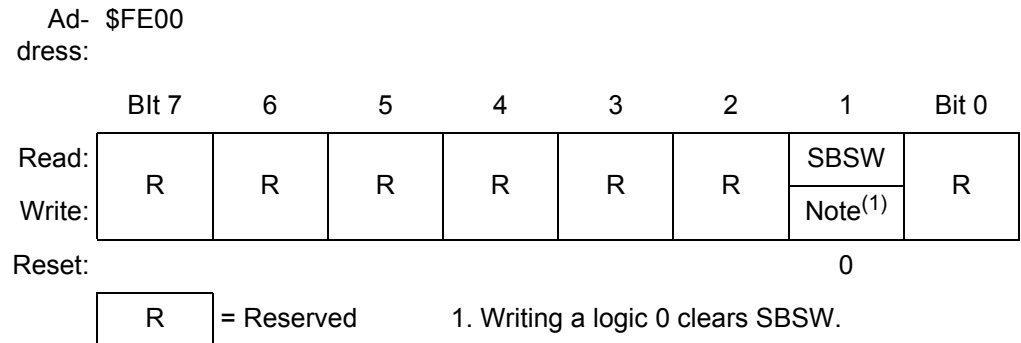 Ad- $FE00
dress:
BIt 7 6 5 4 3 2 1 Bit 0
Read: R R R R R R SBSW R
Write: Note(1)
Reset: 0
R = Reserved 1. Writing a logic 0 clears SBSW.